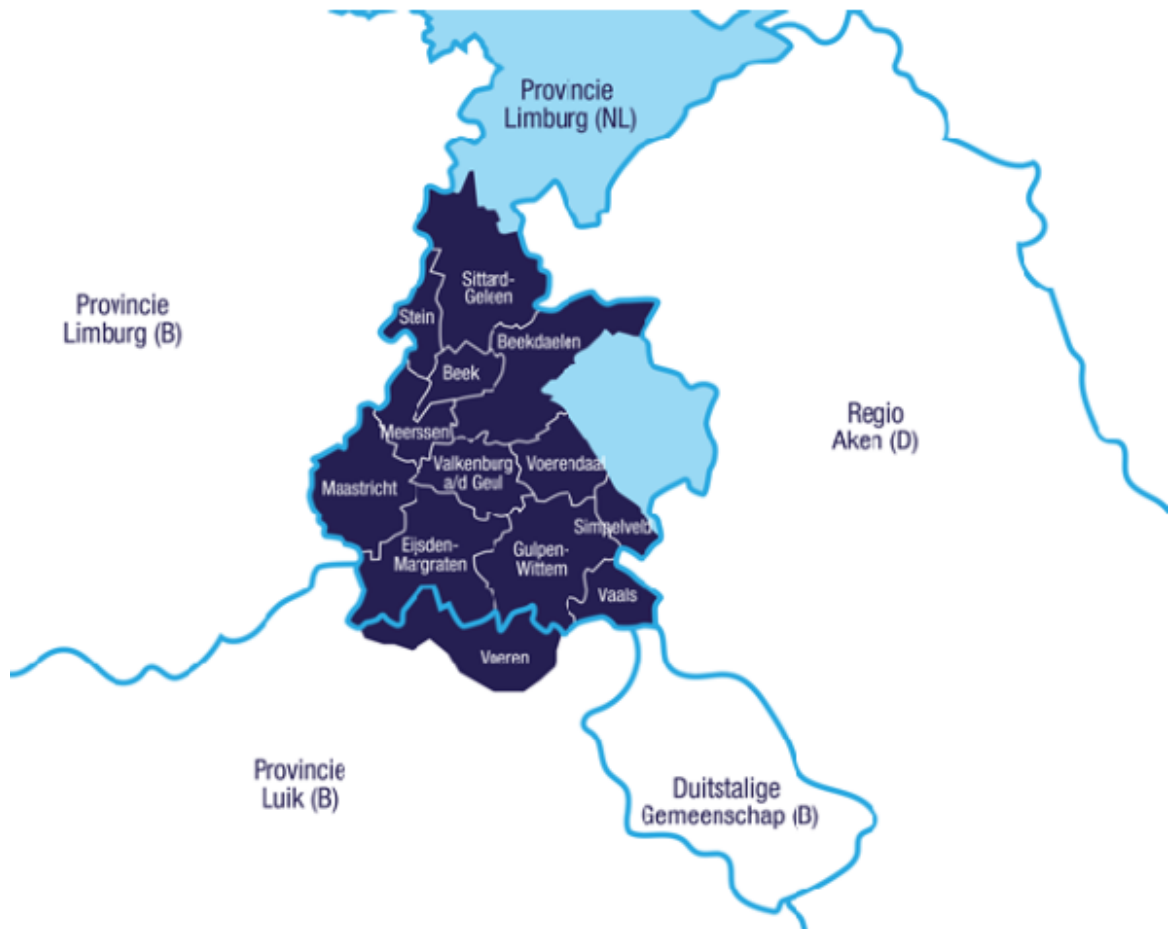 Provincie
Limburg (NL)
Sittard-
Geleen
Provincie
Limburg (B)
Stein
Beekdaelen
Beek
Regio
Aken (D)
Meerssen
Valkenburg
a/d Geul
Voerendaal
Maastricht
Simpelveld
Eijsden-
Margraten
Gulpen-
Wittem
Vaals
Voeren
Provincie
Luik (B)
Duitstalige
Gemeenschap (B)